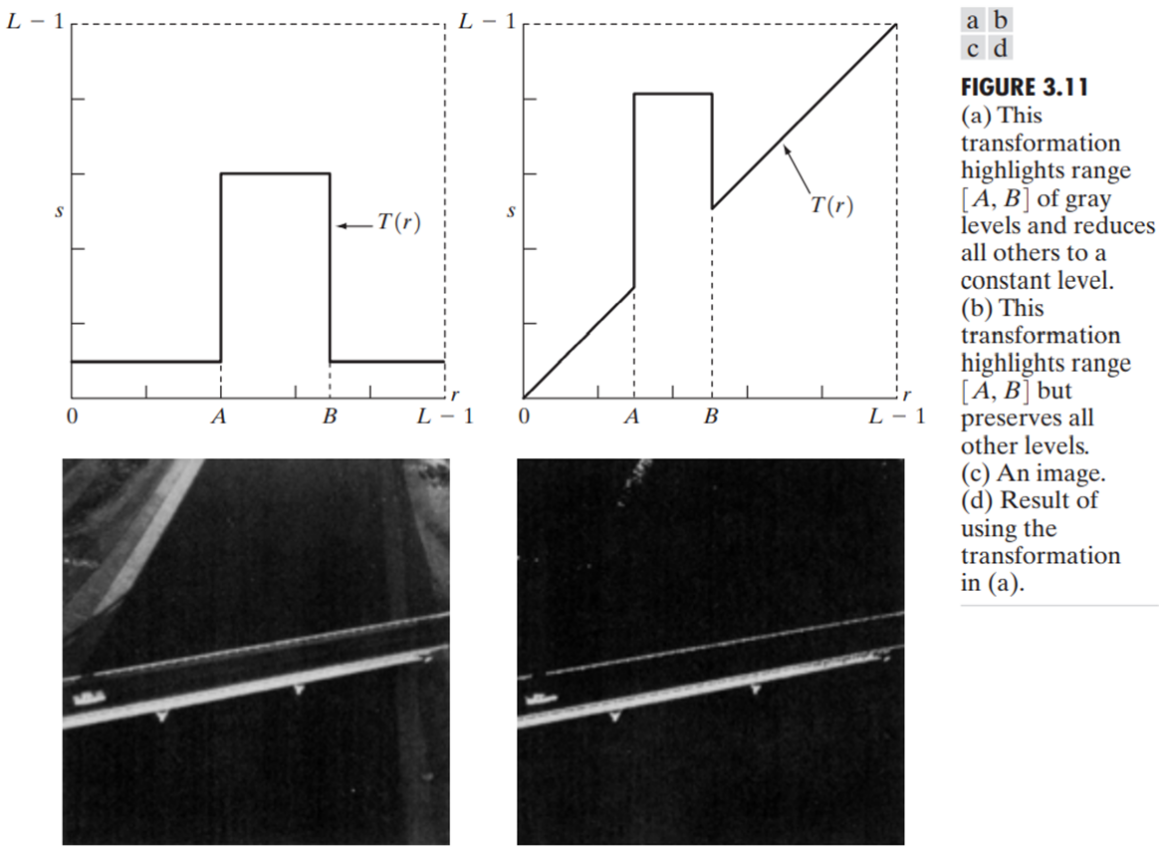 L − 1
s
T(r)
r
0 A B L − 1
L − 1
s
T(r)
r
0 A B L − 1
a b
c d
FIGURE 3.11
(a) This
transformation
highlights range
[A, B] of gray
levels and reduces
all others to a
constant level.
(b) This
transformation
highlights range
[A, B] but
preserves all
other levels.
(c) An image.
(d) Result of
using the
transformation
in (a).